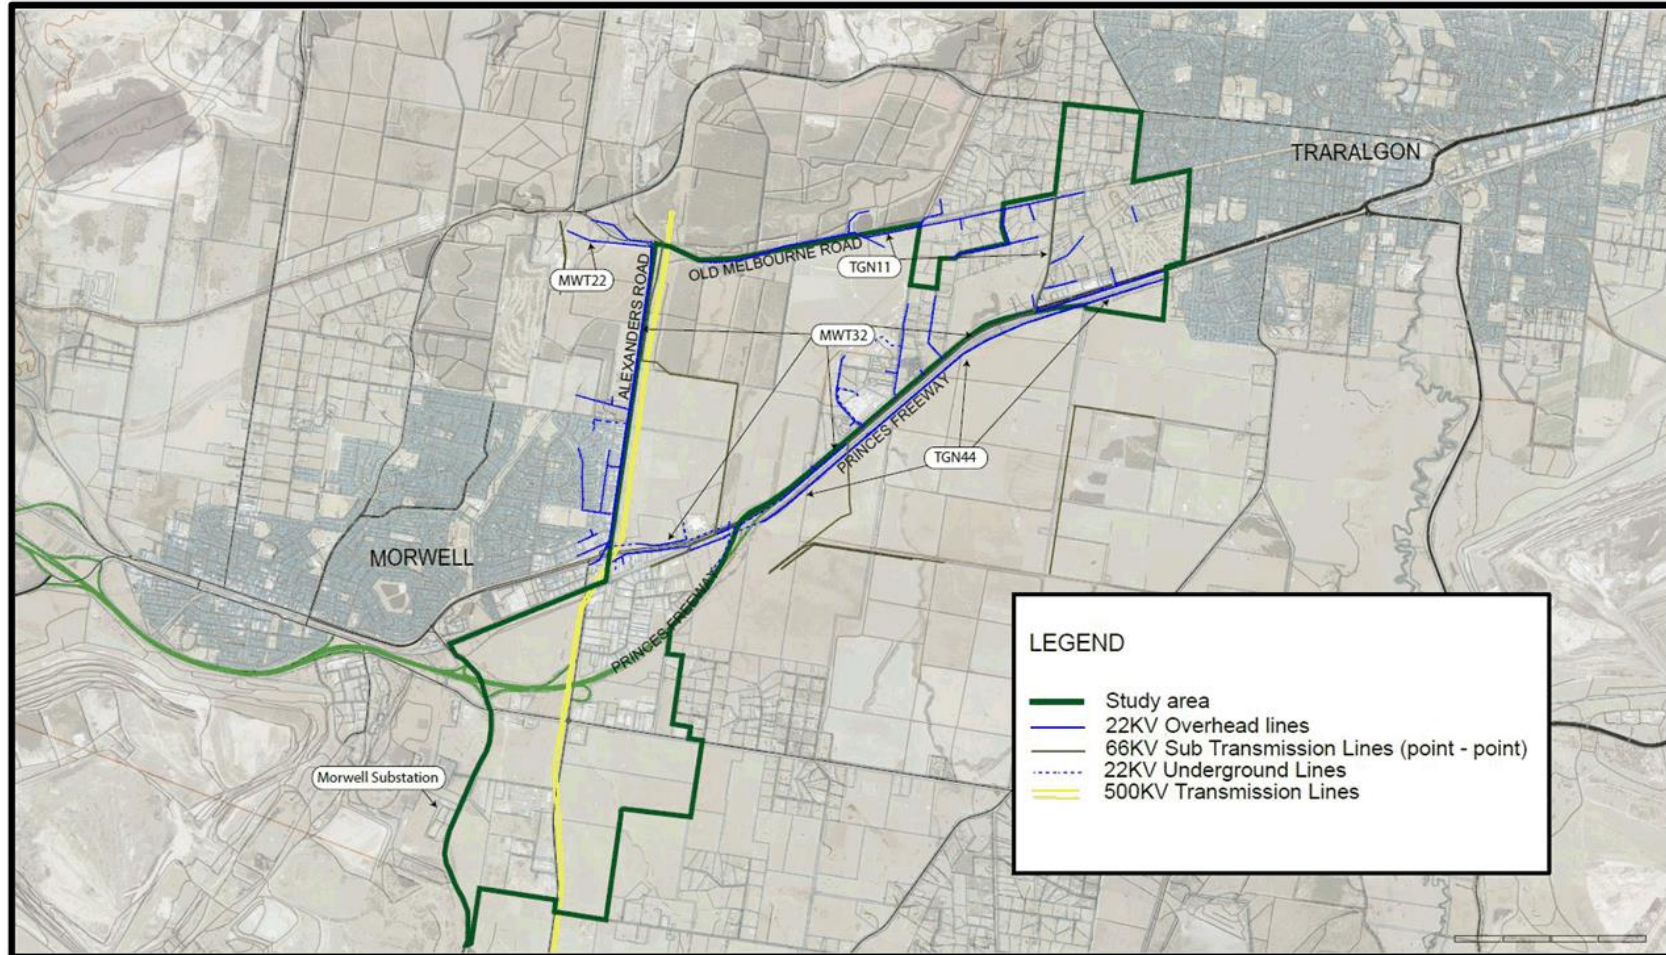 TRARALGON
OLD MELBOURNE ROAD
MWT22
TGN11
ALEXANDERS ROAD
MWT32
PRINCES FREEWAY
TGN44
MORWELL
PRINCES FREEWAY
Morwell Substation
LEGEND
Study area
22KV Overhead lines
66KV Sub Transmission Lines (point - point)
22KV Underground Lines
500KV Transmission Lines